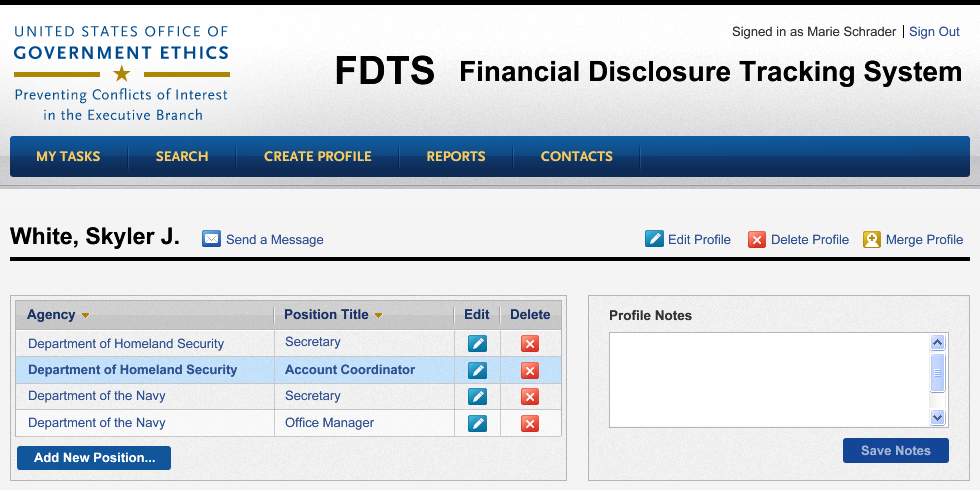 UNITED STATES OFFICE OF
GOVERNMENT ETHICS
Preventing Conflicts of Interest
in the Executive Branch
Signed in as Marie Schrader | Sign Out
FDTS Financial Disclosure Tracking System
MY TASKS SEARCH CREATE PROFILE REPORTS CONTACTS
White, Skyler J. Send a Message Edit Profile Delete Profile Merge Profile
Agency Position Title Edit Delete
Department of Homeland Security Secretary
Department of Homeland Security Account Coordinator
Department of the Navy Secretary
Department of the Navy Office Manager
Add New Position...
Profile Notes
Save Notes